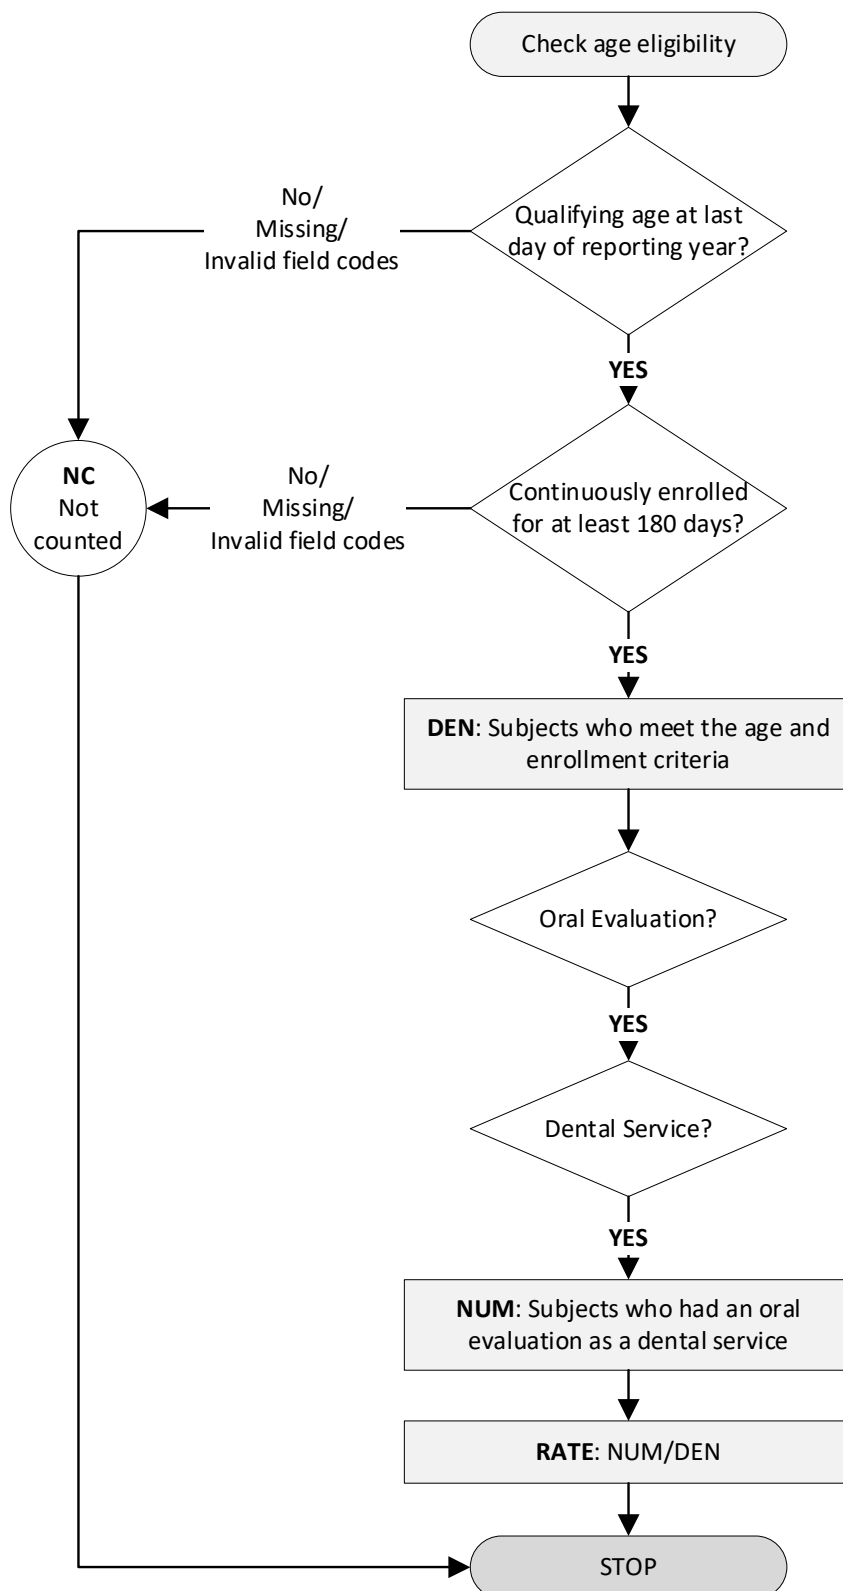 Check age eligibility
No/
Missing/
Invalid field codes
Qualifying age at last
day of reporting year?
YES
NC
Not
counted
No/
Missing/
Invalid field codes
Continuously enrolled
for at least 180 days?
YES
DEN: Subjects who meet the age and
enrollment criteria
Oral Evaluation?
YES
Dental Service?
YES
NUM: Subjects who had an oral
evaluation as a dental service
RATE: NUM/DEN
STOP